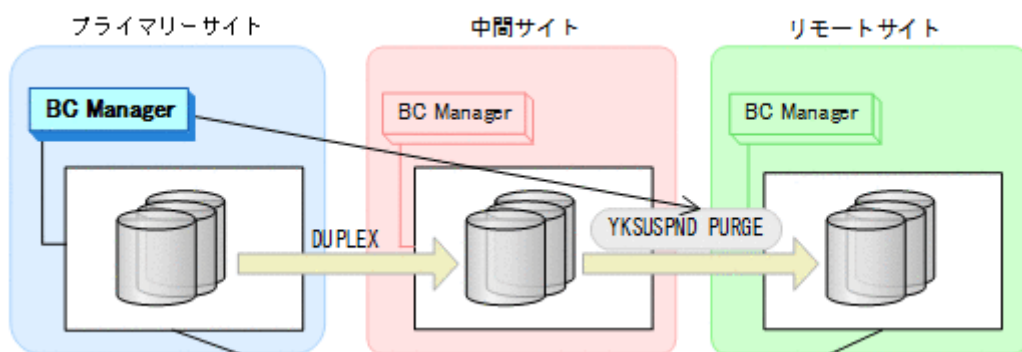 プライマリーサイト
中間サイト
リモートサイト
BC Manager
BC Manager
BC Manager
DUPLEX
YKSUSPND PURGE